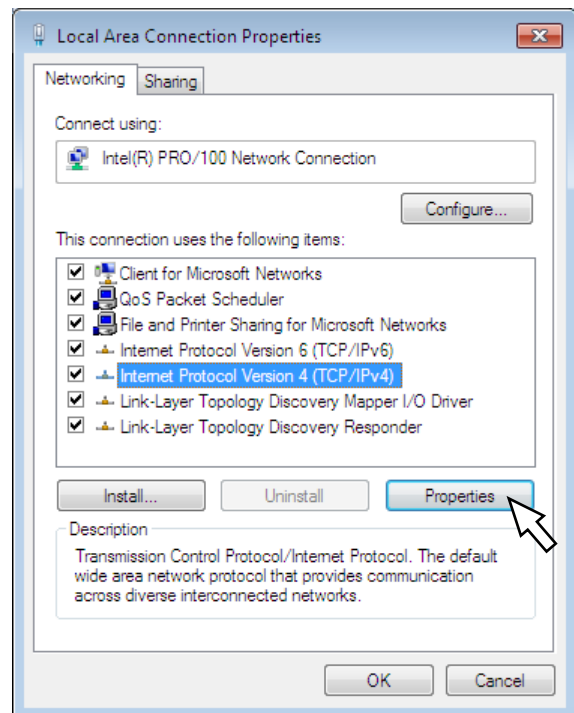 Local Area Connection Properties
Networking Sharing
Connect using:
Intel(R) PRO/100 Network Connection
Configure...
This connection uses the following items:
Client for Microsoft Networks
QoS Packet Scheduler
File and Printer Sharing for Microsoft Networks
Internet Protocol Version 6 (TCP/IPv6)
Internet Protocol Version 4 (TCP/IPv4)
Link-Layer Topology Discovery Mapper I/O Driver
Link-Layer Topology Discovery Responder
Install... Uninstall Properties
Description
Transmission Control Protocol/Internet Protocol. The default
wide area network protocol that provides communication
across diverse interconnected networks.
OK Cancel